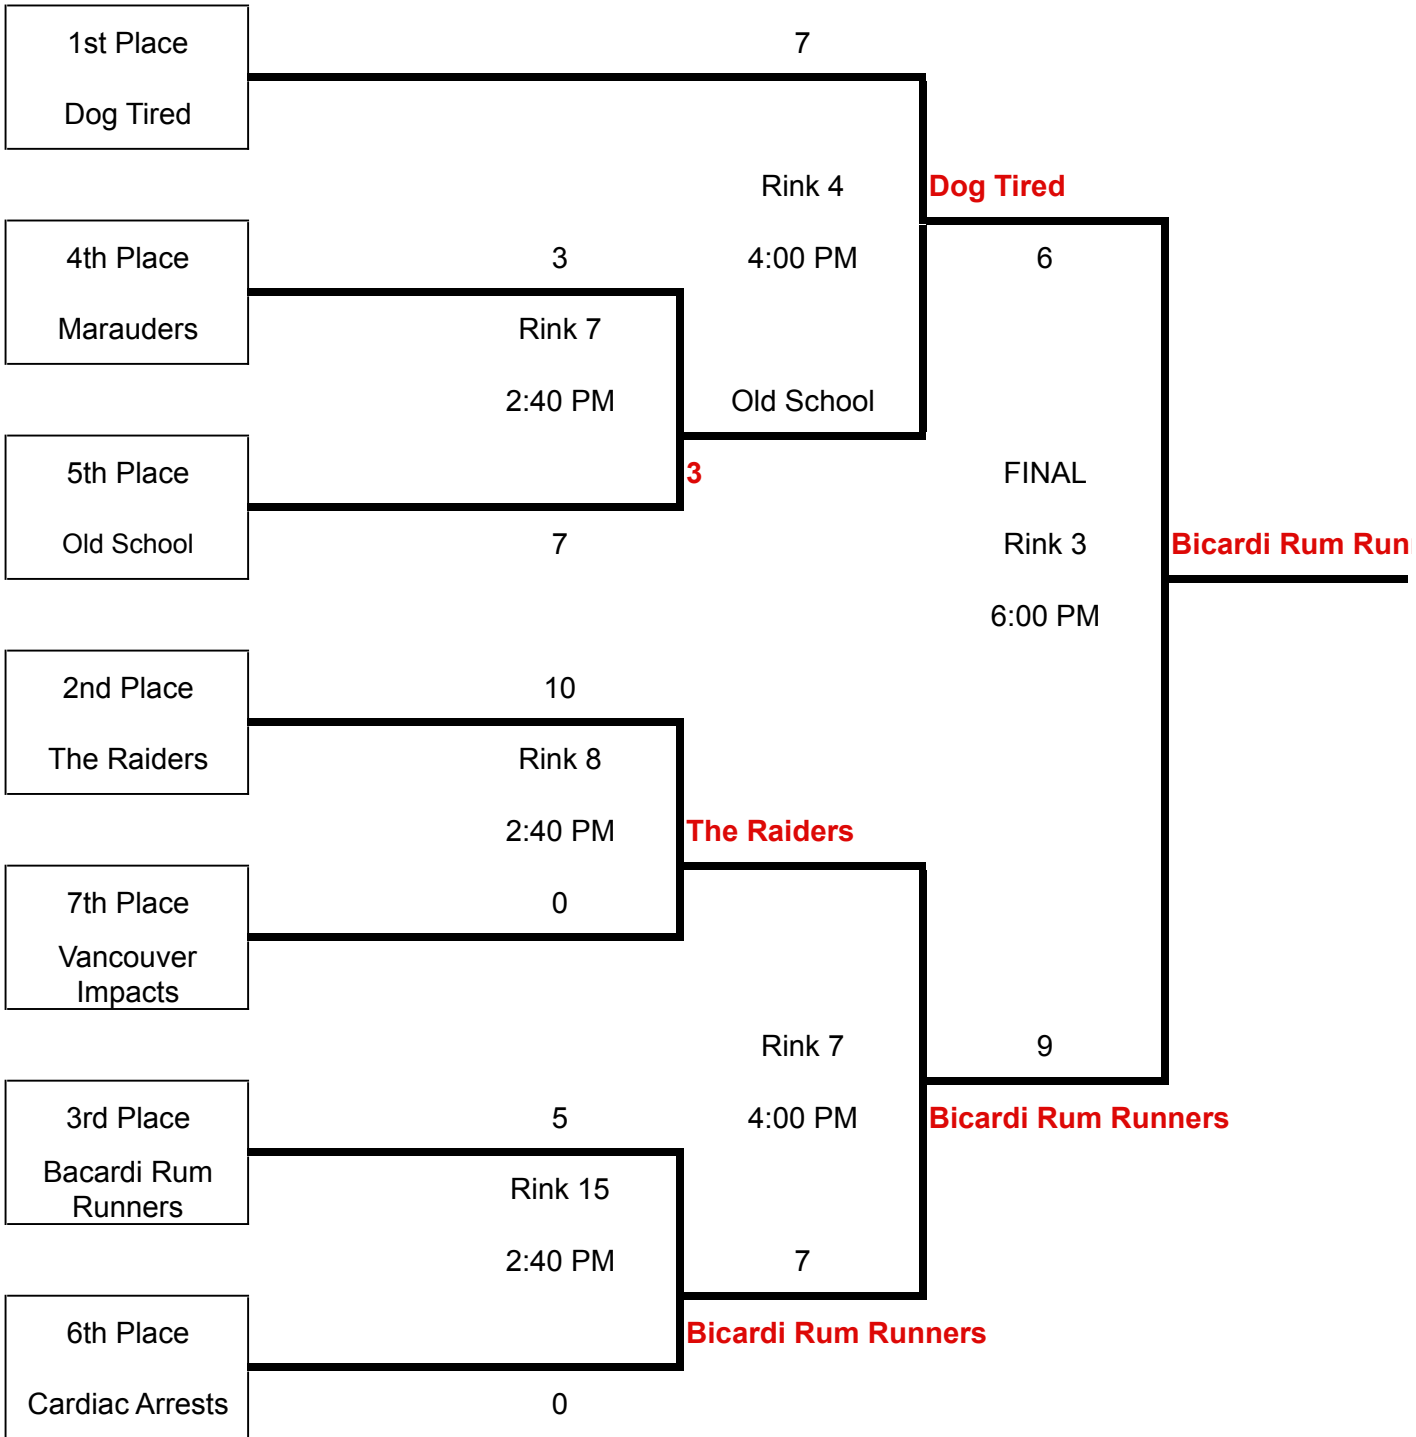 1st Place
7
Dog Tired
Rink 4
Dog Tired
4th Place
3
4:00 PM
6
Marauders
Rink 7
2:40 PM
Old School
5th Place
3
FINAL
Old School
7
Rink 3
Bicardi Rum Run
6:00 PM
2nd Place
10
The Raiders
Rink 8
2:40 PM
The Raiders
7th Place
0
Vancouver
Impacts
Rink 7
9
3rd Place
5
4:00 PM
Bicardi Rum Runners
Bacardi Rum
Runners
Rink 15
2:40 PM
7
6th Place
Bicardi Rum Runners
Cardiac Arrests
0